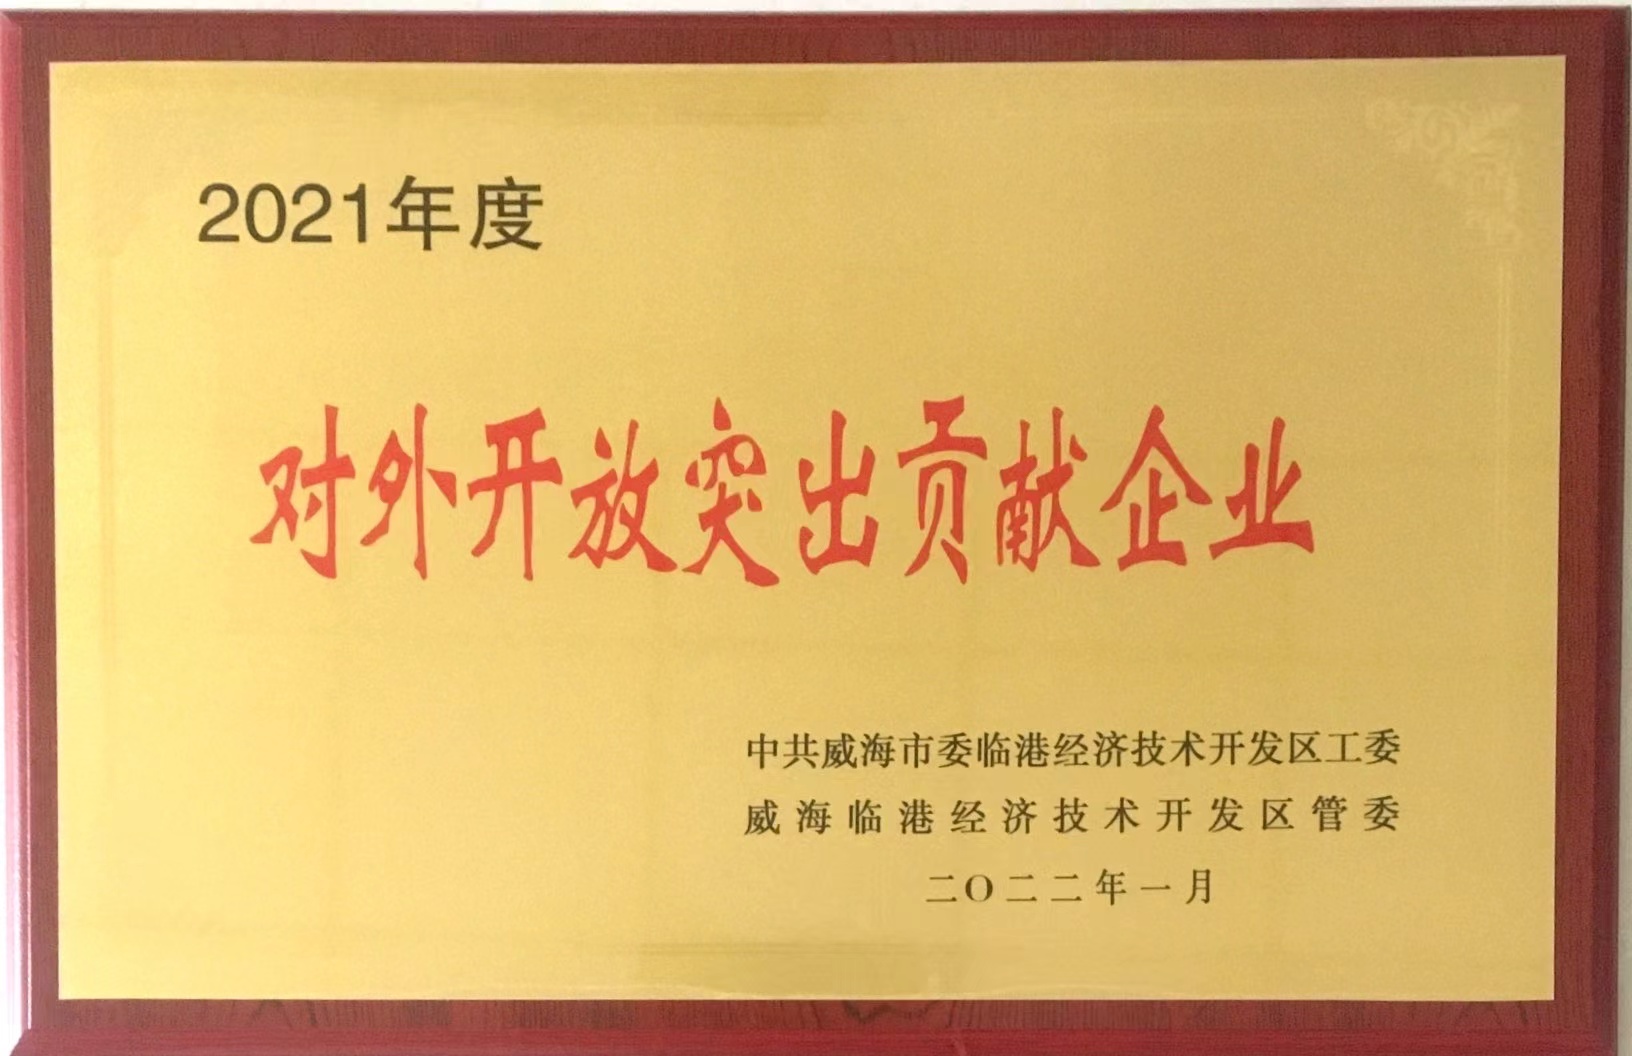 2021年度
对外开放突出贡献企业
中共威海市委临港经济技术开发区工委
威海临港经济技术开发区管委
二〇二二年一月